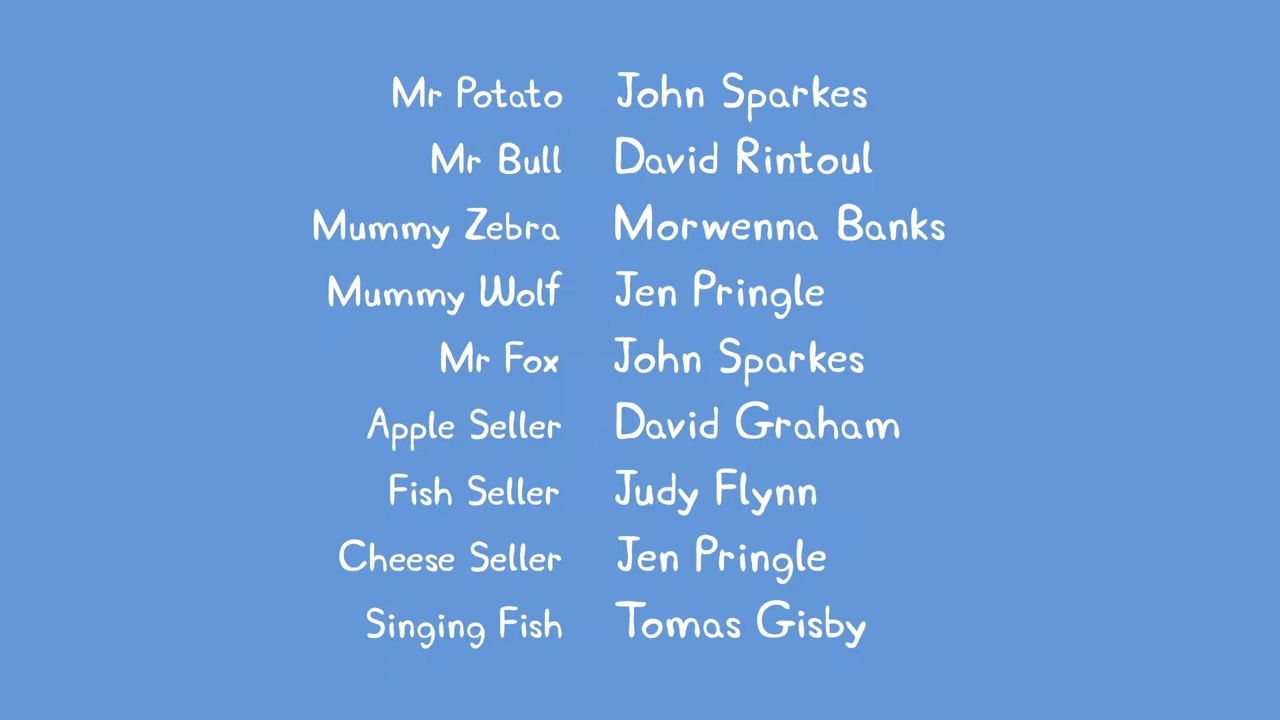 Mr Potato John Sparkes
Mr Bull David Rintoul
Mummy Zebra Morwenna Banks
Mummy Wolf Jen Pringle
Mr Fox John Sparkes
Apple Seller David Graham
Fish Seller Judy Flynn
Cheese Seller Jen Pringle
Singing Fish Tomas Gisby